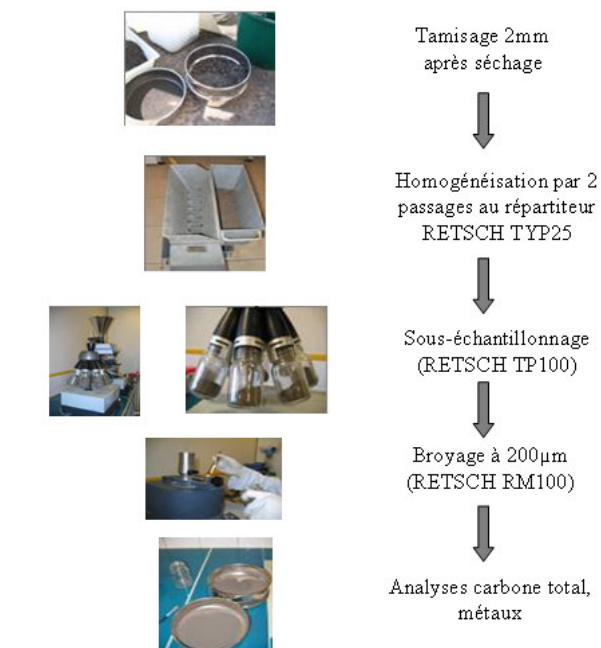 Tamisage 2mm
après séchage
Homogénéisation par 2
passages au répartiteur
RETSCH TYP25
Sous-échantillonnage
(RETSCH TP100)
Broyage à 200µm
(RETSCH RM100)
Analyses carbone total,
métaux